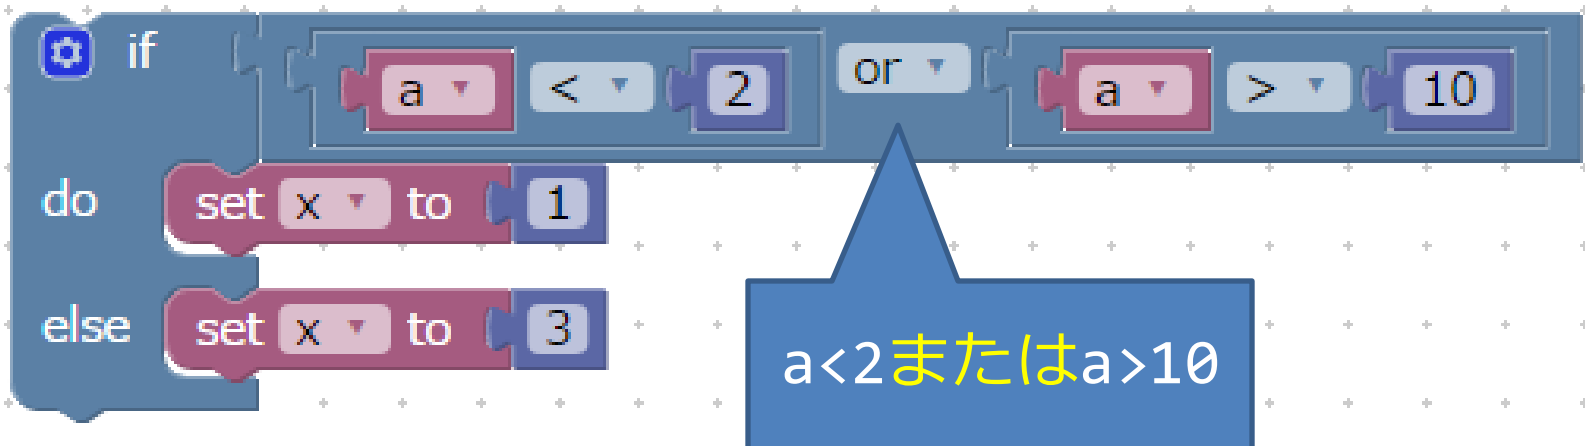 if a < 2 or a > 10
do set x to 1
else set x to 3
a<2またはa>10